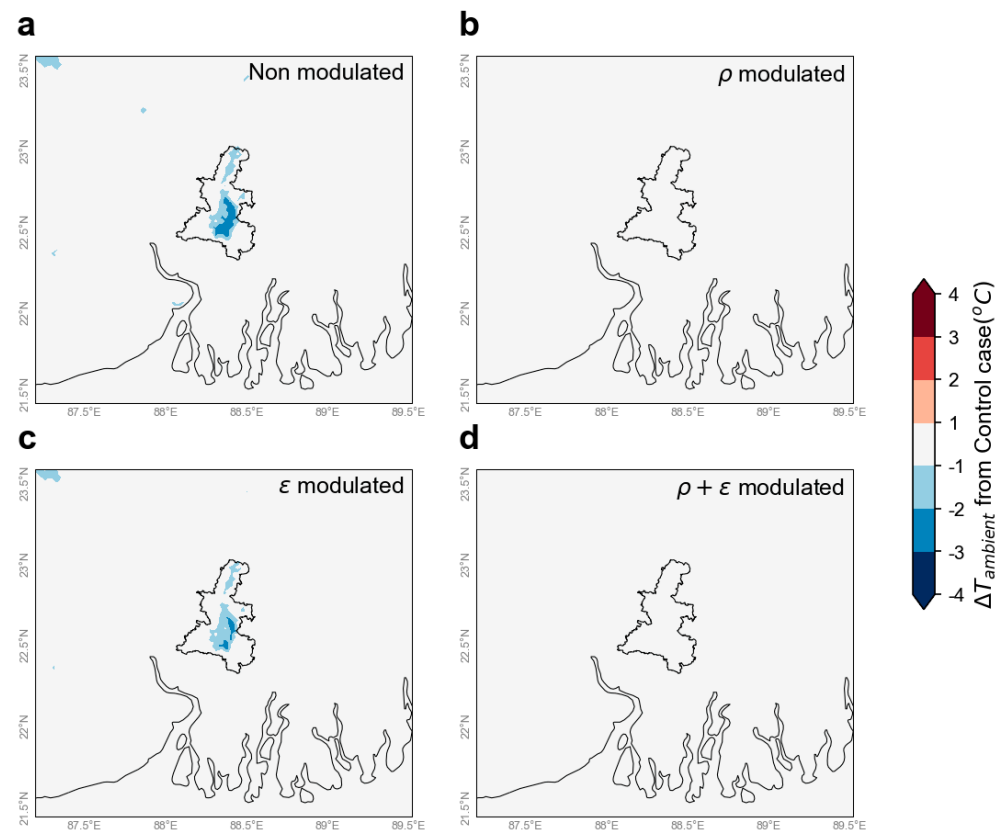 a
Non modulated
23.5°N
23°N
22.5°N
22°N
21.5°N
87.5°E
88°E
88.5°E
89°E
89.5°E
b
ρ modulated
23.5°N
23°N
22.5°N
22°N
21.5°N
87.5°E
88°E
88.5°E
89°E
89.5°E
c
ε modulated
23.5°N
23°N
22.5°N
22°N
21.5°N
87.5°E
88°E
88.5°E
89°E
89.5°E
d
ρ + ε modulated
23.5°N
23°N
22.5°N
22°N
21.5°N
87.5°E
88°E
88.5°E
89°E
89.5°E
4
3
2
1
-1
-2
-3
-4
ΔT_ambient from Control case(°C)